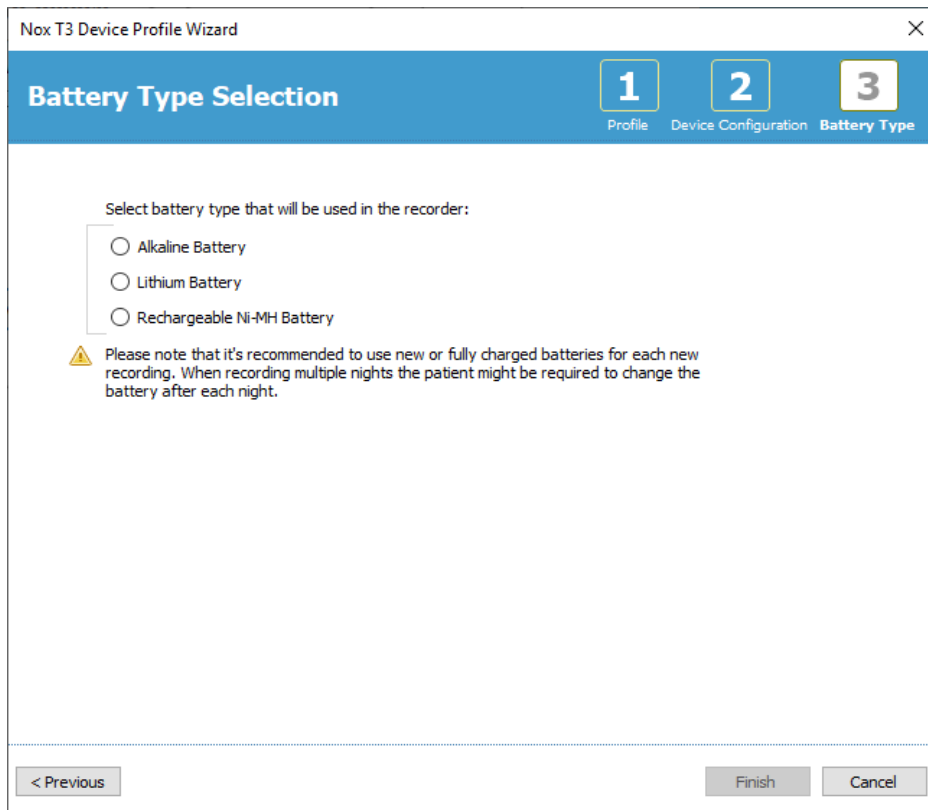 Nox T3 Device Profile Wizard
Battery Type Selection
1
2
3
Profile
Device Configuration
Battery Type
Select battery type that will be used in the recorder:
Alkaline Battery
Lithium Battery
Rechargeable Ni-MH Battery
Please note that it's recommended to use new or fully charged batteries for each new
recording. When recording multiple nights the patient might be required to change the
battery after each night.
< Previous
Finish
Cancel